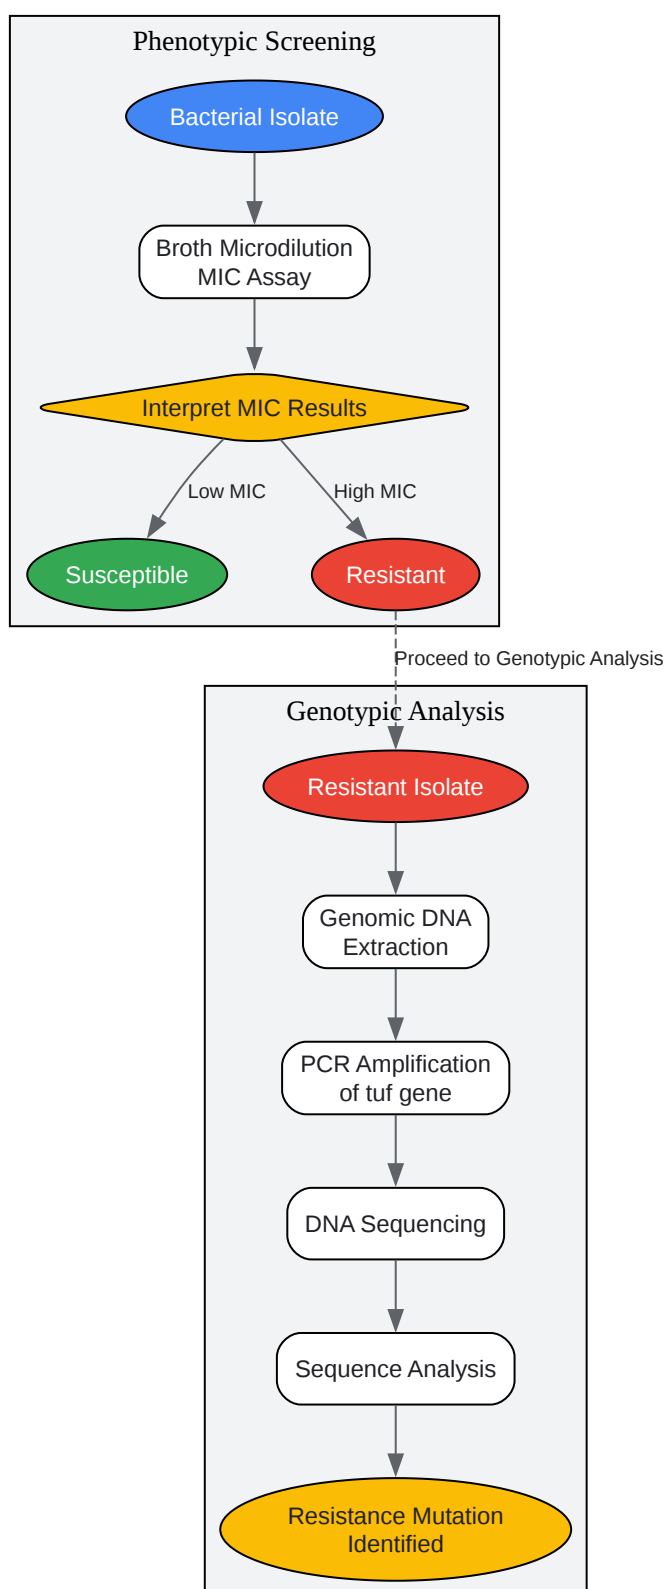 Phenotypic Screening
Bacterial Isolate
Broth Microdilution
MIC Assay
Interpret MIC Results
Low MIC
High MIC
Susceptible
Resistant
Proceed to Genotypic Analysis
Genotypic Analysis
Resistant Isolate
Genomic DNA
Extraction
PCR Amplification
of tuf gene
DNA Sequencing
Sequence Analysis
Resistance Mutation
Identified